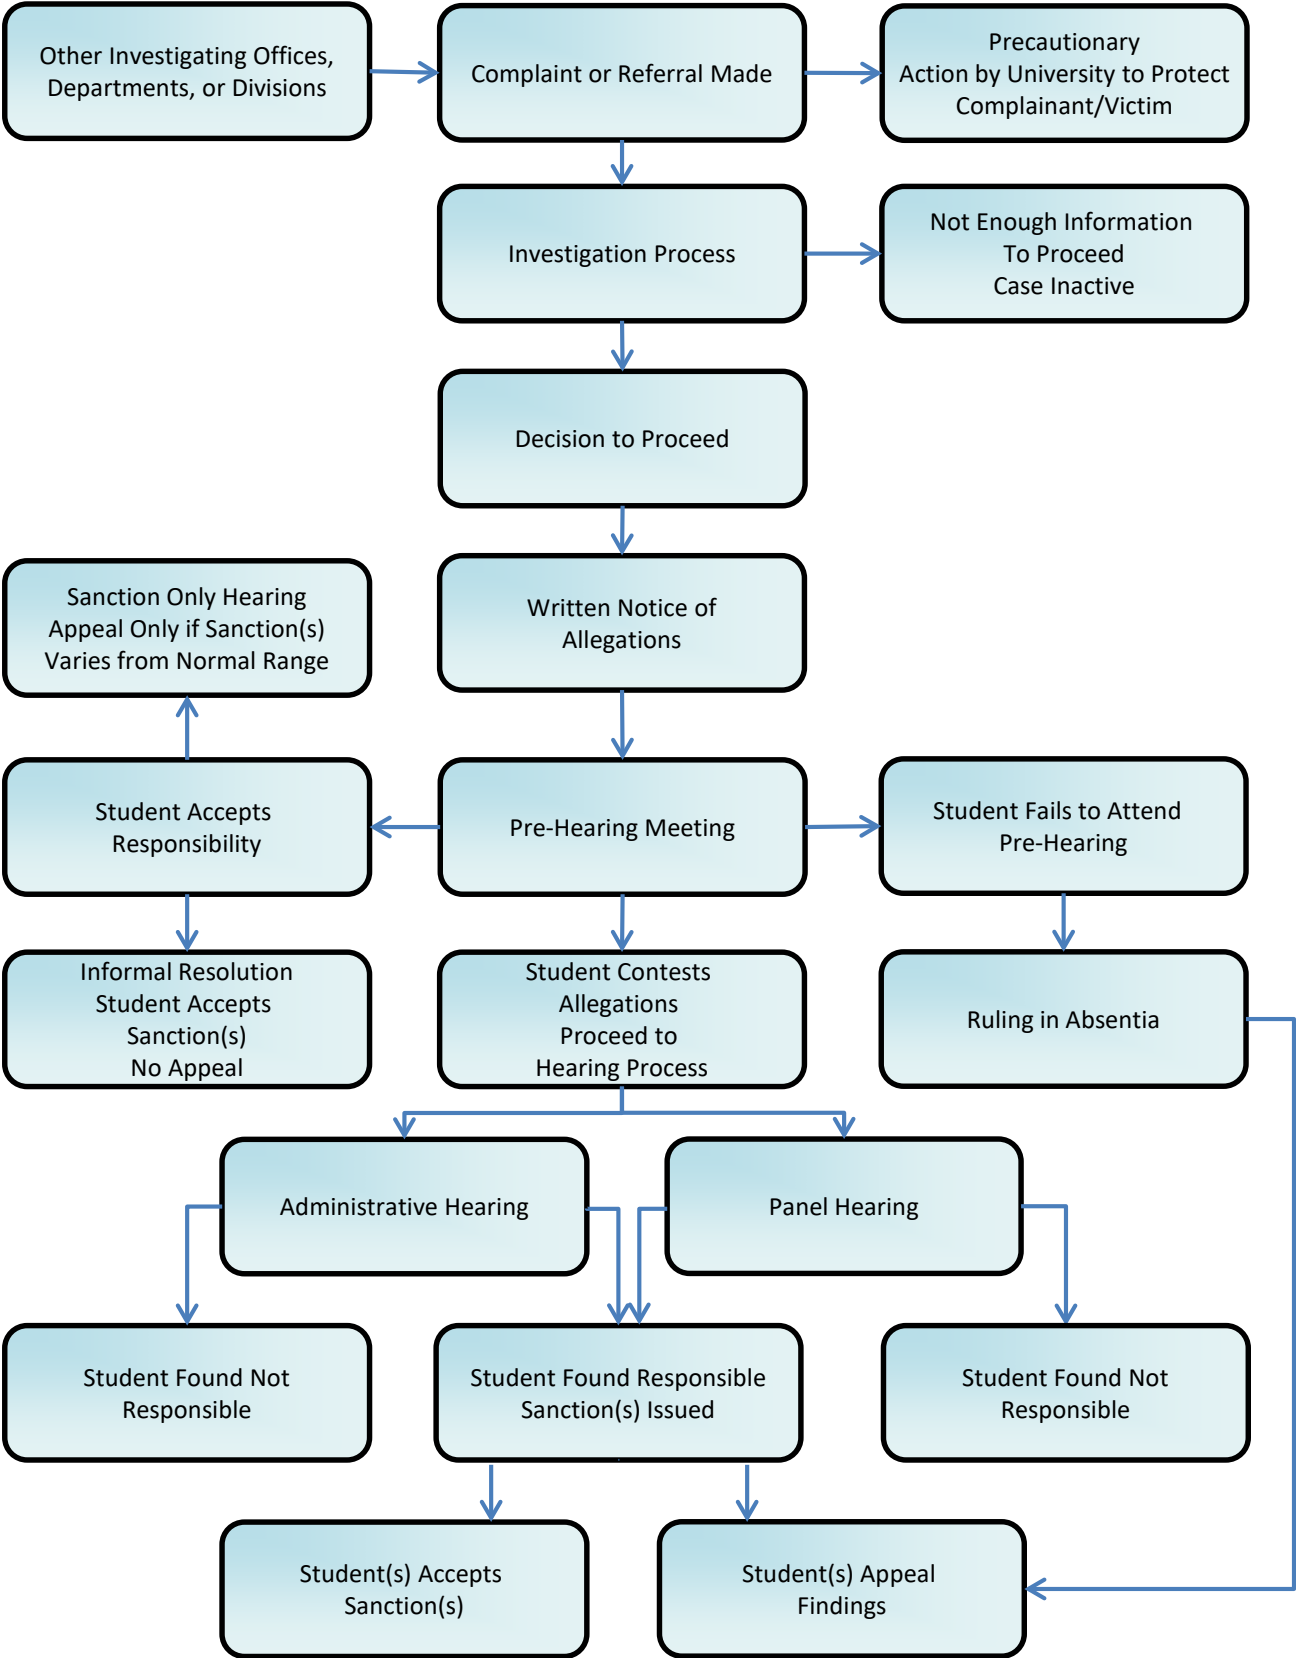 Other Investigating Offices,
Departments, or Divisions
Complaint or Referral Made
Precautionary
Action by University to Protect
Complainant/Victim
Investigation Process
Not Enough Information
To Proceed
Case Inactive
Decision to Proceed
Sanction Only Hearing
Appeal Only if Sanction(s)
Varies from Normal Range
Written Notice of
Allegations
Student Accepts
Responsibility
Pre-Hearing Meeting
Student Fails to Attend
Pre-Hearing
Informal Resolution
Student Accepts
Sanction(s)
No Appeal
Student Contests
Allegations
Proceed to
Hearing Process
Ruling in Absentia
Administrative Hearing
Panel Hearing
Student Found Not
Responsible
Student Found Responsible
Sanction(s) Issued
Student Found Not
Responsible
Student(s) Accepts
Sanction(s)
Student(s) Appeal
Findings